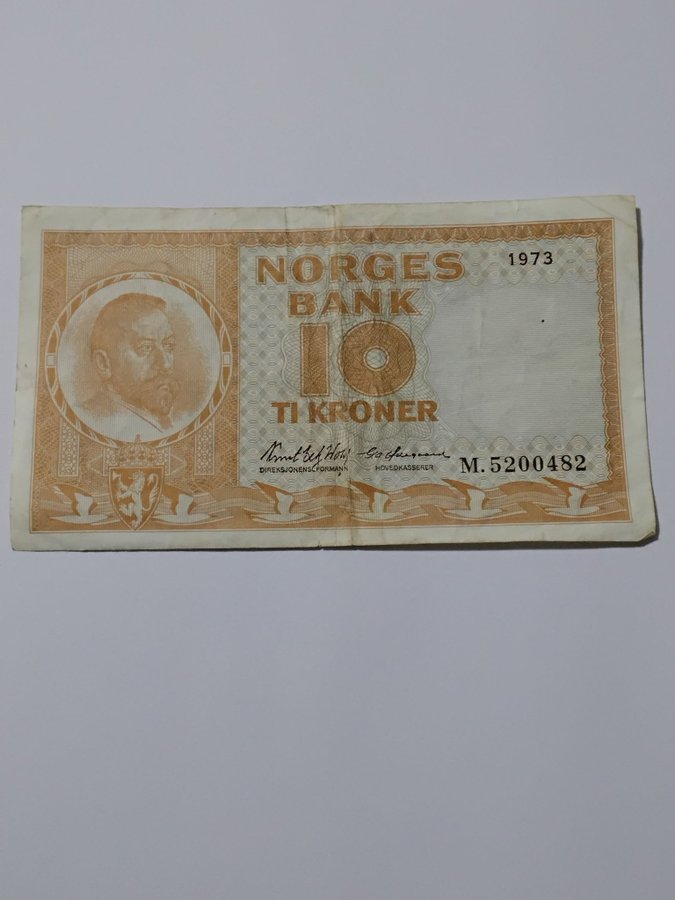 NORGES
1973
BANK
10
TI KRONER
DIREKSJONENS FORMANN HOVEDKASSERER
M.5200482